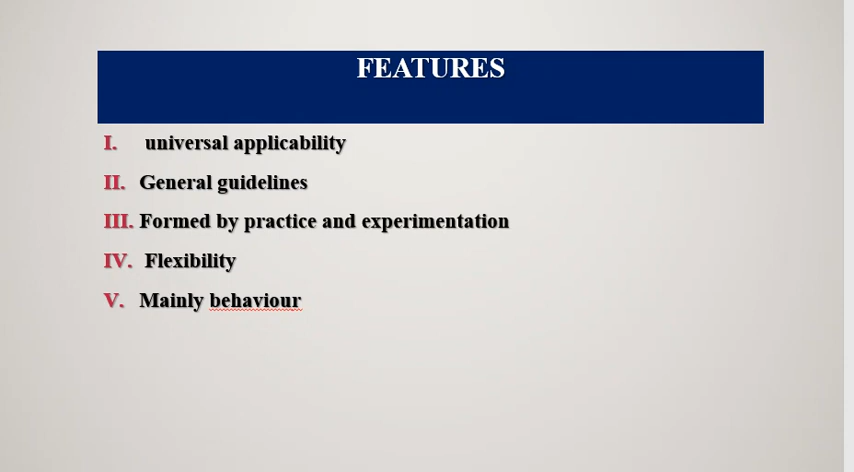 FEATURES
I. universal applicability
II. General guidelines
III. Formed by practice and experimentation
IV. Flexibility
V. Mainly behaviour